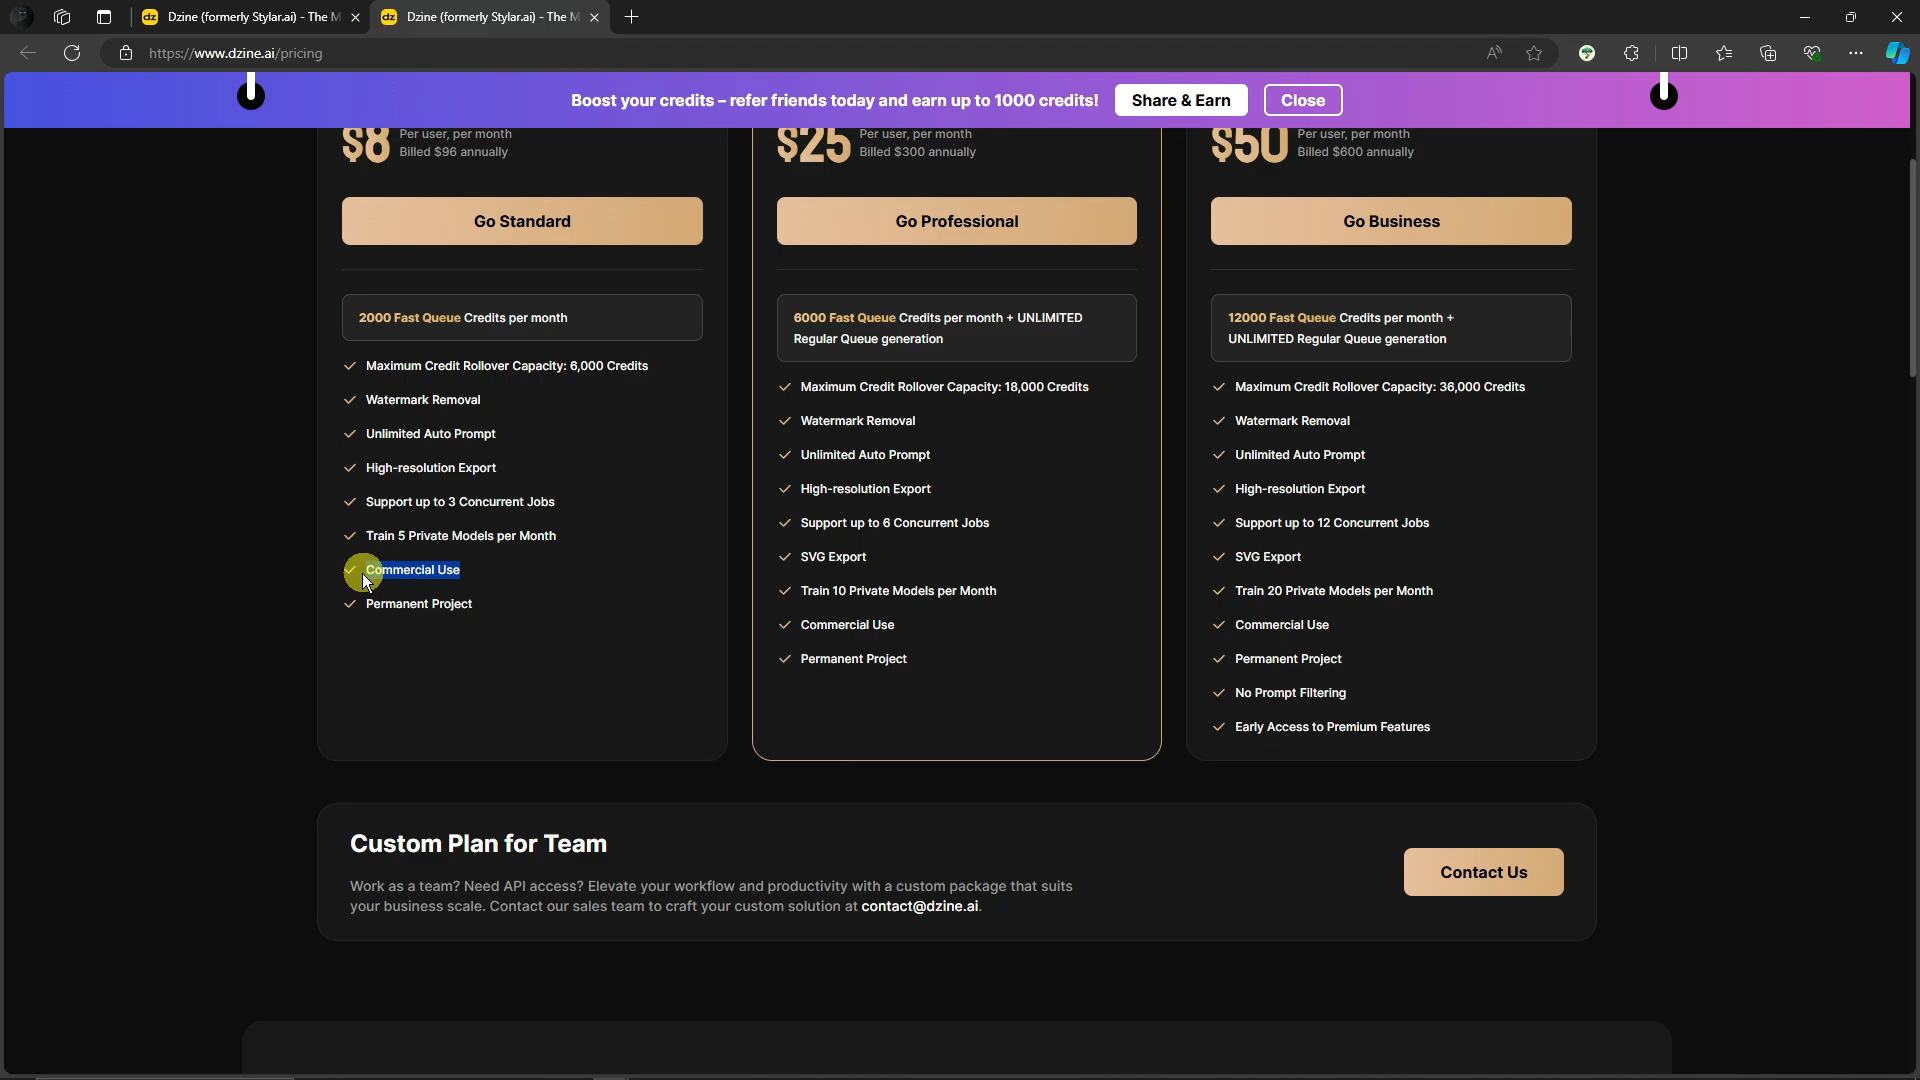 Dzine (formerly Stylar.ai) - The M
Dzine (formerly Stylar.ai) - The M
https://www.dzine.ai/pricing
Boost your credits – refer friends today and earn up to 1000 credits!
Share & Earn
Close
$8
Per user, per month
Billed $96 annually
Go Standard
2000 Fast Queue Credits per month
Maximum Credit Rollover Capacity: 6,000 Credits
Watermark Removal
Unlimited Auto Prompt
High-resolution Export
Support up to 3 Concurrent Jobs
Train 5 Private Models per Month
Commercial Use
Permanent Project
$25
Per user, per month
Billed $300 annually
Go Professional
6000 Fast Queue Credits per month + UNLIMITED
Regular Queue generation
Maximum Credit Rollover Capacity: 18,000 Credits
Watermark Removal
Unlimited Auto Prompt
High-resolution Export
Support up to 6 Concurrent Jobs
SVG Export
Train 10 Private Models per Month
Commercial Use
Permanent Project
$50
Per user, per month
Billed $600 annually
Go Business
12000 Fast Queue Credits per month +
UNLIMITED Regular Queue generation
Maximum Credit Rollover Capacity: 36,000 Credits
Watermark Removal
Unlimited Auto Prompt
High-resolution Export
Support up to 12 Concurrent Jobs
SVG Export
Train 20 Private Models per Month
Commercial Use
Permanent Project
No Prompt Filtering
Early Access to Premium Features
Custom Plan for Team
Work as a team? Need API access? Elevate your workflow and productivity with a custom package that suits
your business scale. Contact our sales team to craft your custom solution at contact@dzine.ai.
Contact Us